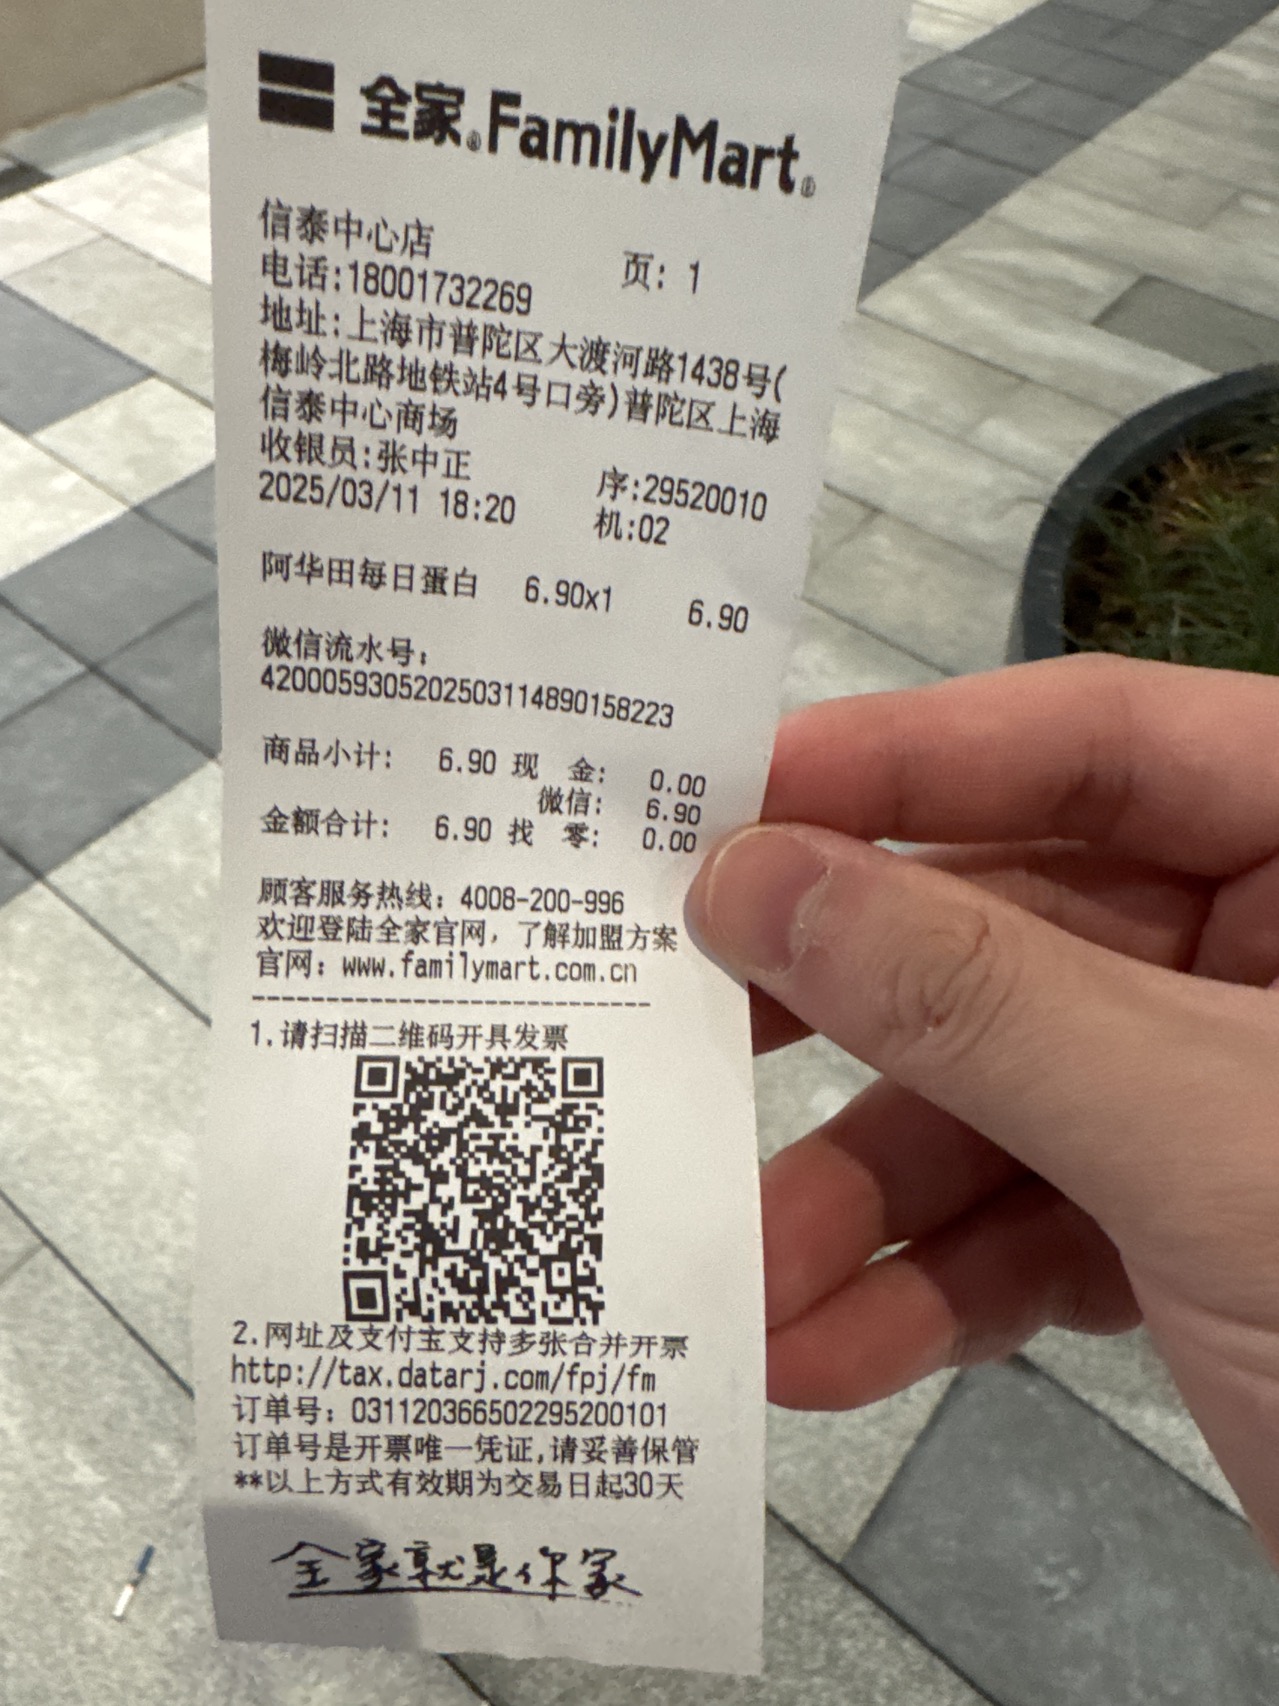 全家®FamilyMart®
信泰中心店 页: 1
电话:18001732269
地址:上海市普陀区大渡河路1438号(
梅岭北路地铁站4号口旁)普陀区上海
信泰中心商场
收银员:张中正 序:29520010
2025/03/11 18:20 机:02
阿华田每日蛋白 6.90x1 6.90
微信流水号:
4200059305202503114890158223
商品小计: 6.90 现 金: 0.00
微信: 6.90
金额合计: 6.90 找 零: 0.00
顾客服务热线: 4008-200-996
欢迎登陆全家官网, 了解加盟方案
官网: www.familymart.com.cn
1.请扫描二维码开具发票
2.网址及支付宝支持多张合并开票
http://tax.datarj.com/fpj/fm
订单号: 031120366502295200101
订单号是开票唯一凭证,请妥善保管
**以上方式有效期为交易日起30天
全家就是你家